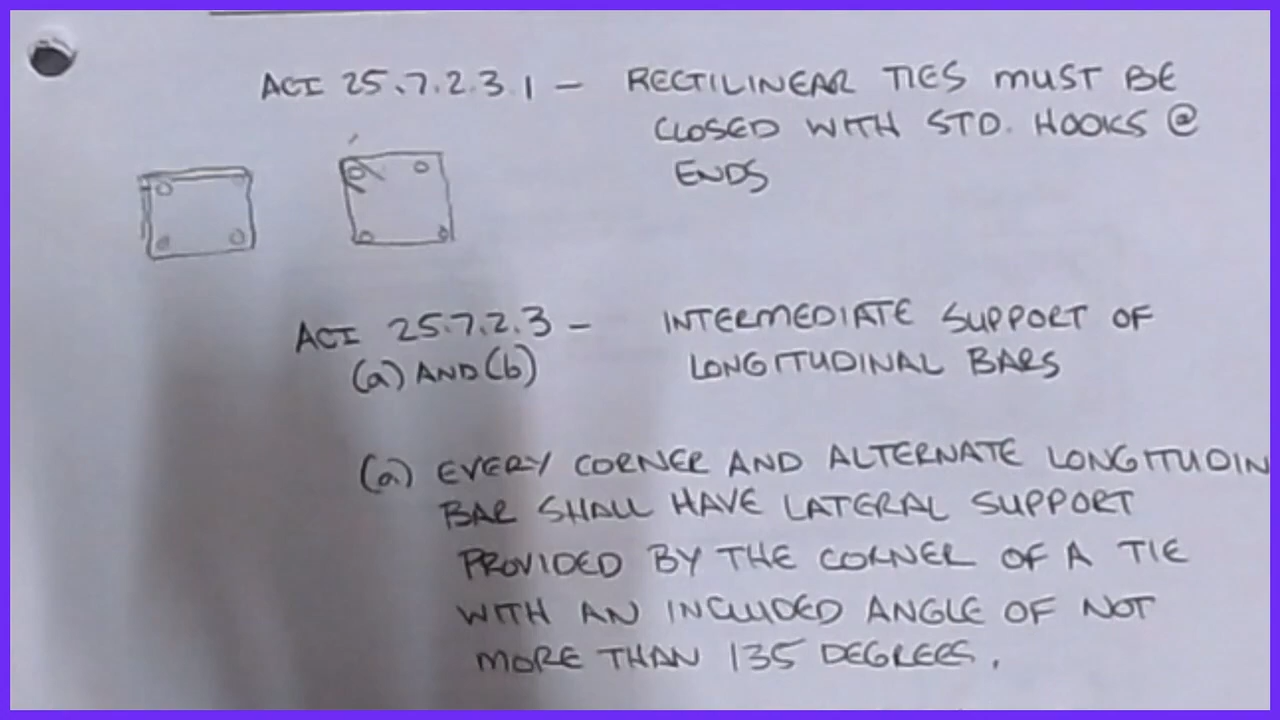 ACI 25.7.2.3.1 – RECTILINEAR TIES MUST BE
CLOSED WITH STD. HOOKS @
ENDS
ACI 25.7.2.3 – INTERMEDIATE SUPPORT OF
(a) AND (b) LONGITUDINAL BARS
(a) EVERY CORNER AND ALTERNATE LONGITUDIN
BAR SHALL HAVE LATERAL SUPPORT
PROVIDED BY THE CORNER OF A TIE
WITH AN INCLUDED ANGLE OF NOT
MORE THAN 135 DEGREES.